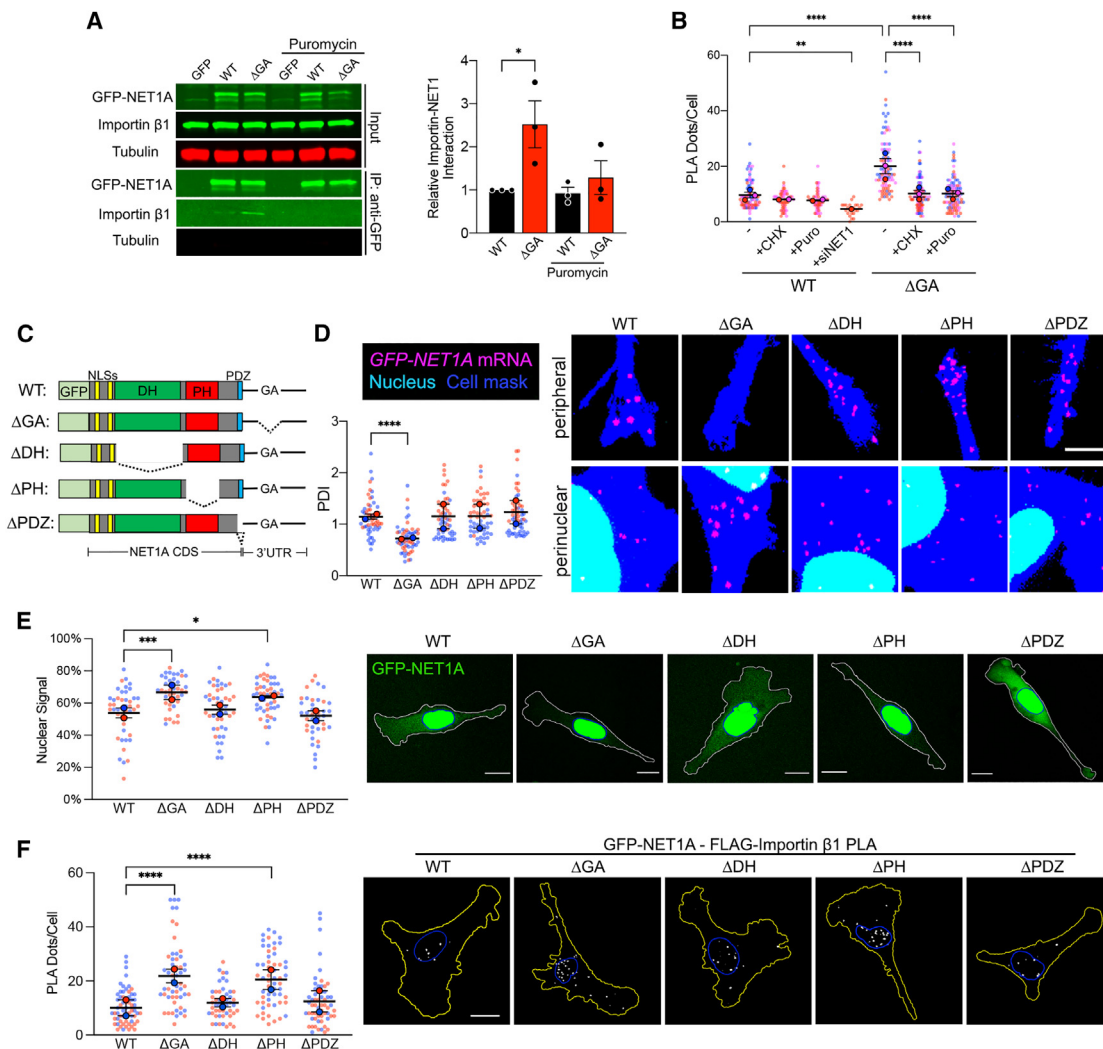 A
Puromycin
GFP
WT
ΔGA
GFP
WT
ΔGA
GFP-NET1A
Importin β1
Tubulin
Input
GFP-NET1A
Importin β1
Tubulin
IP: anti-GFP
Relative Importin-NET1
Interaction
4
3
2
1
0
*
WT
ΔGA
WT
ΔGA
Puromycin
B
PLA Dots/Cell
60
40
20
0
****
****
**
****
-
+CHX
+Puro
+siNET1
-
+CHX
+Puro
WT
ΔGA
C
NLSs
PDZ
WT:
GFP
DH
PH
GA
ΔGA:
ΔDH:
GA
ΔPH:
GA
ΔPDZ:
GA
NET1A CDS
3'UTR
D
GFP-NET1A mRNA
Nucleus Cell mask
PDI
3
2
1
0
****
WT
ΔGA
ΔDH
ΔPH
ΔPDZ
WT
ΔGA
ΔDH
ΔPH
ΔPDZ
peripheral
perinuclear
E
Nuclear Signal
100%
80%
60%
40%
20%
0%
***
*
WT
ΔGA
ΔDH
ΔPH
ΔPDZ
WT
ΔGA
ΔDH
ΔPH
ΔPDZ
GFP-NET1A
F
PLA Dots/Cell
60
40
20
0
****
****
WT
ΔGA
ΔDH
ΔPH
ΔPDZ
GFP-NET1A - FLAG-Importin β1 PLA
WT
ΔGA
ΔDH
ΔPH
ΔPDZ